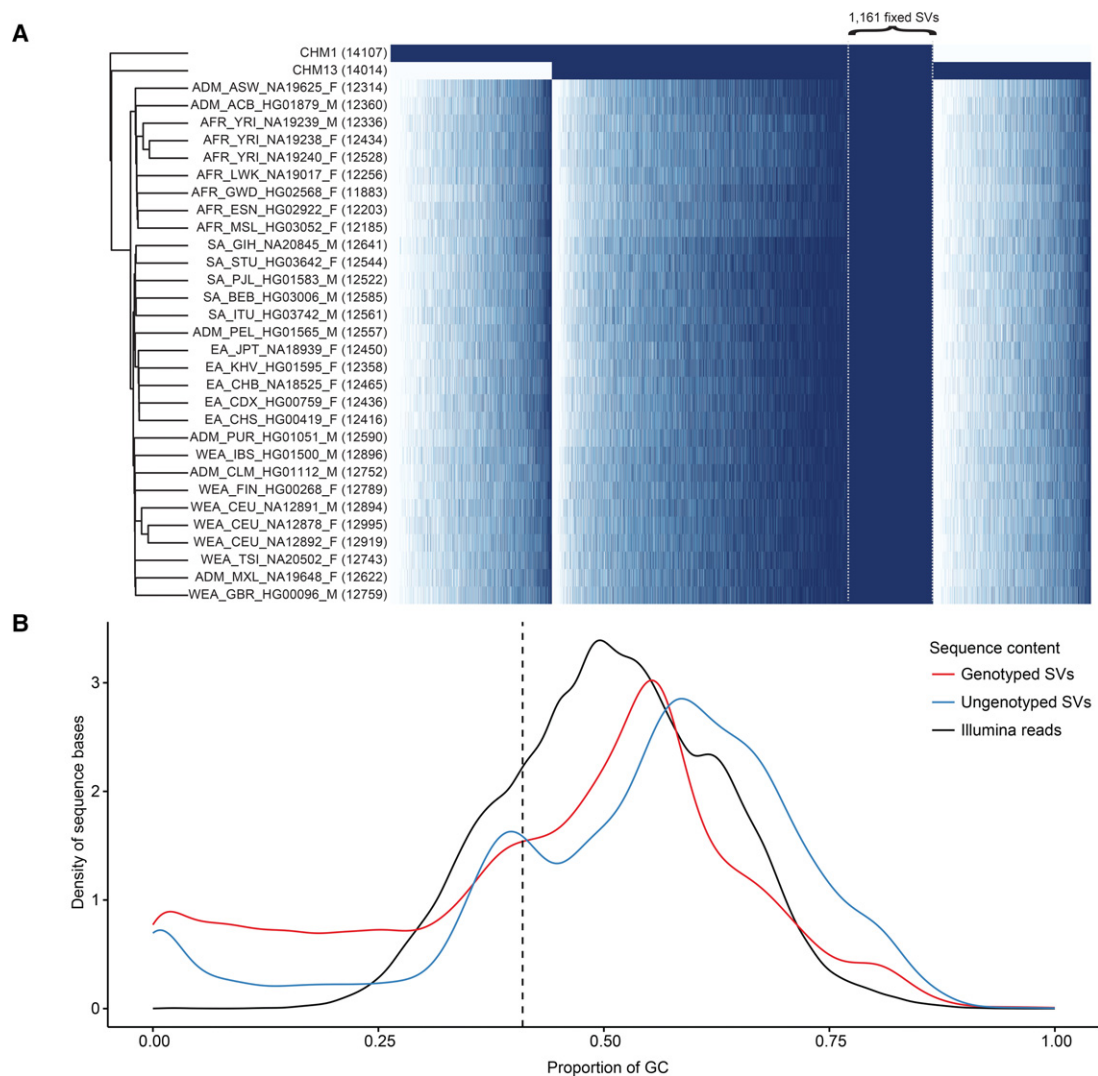 1,161 fixed SVs
A
CHM1 (14107)
CHM13 (14014)
ADM_ASW_NA19625_F (12314)
ADM_ACB_HG01879_M (12360)
AFR_YRI_NA19239_M (12336)
AFR_YRI_NA19238_F (12434)
AFR_YRI_NA19240_F (12528)
AFR_LWK_NA19017_F (12256)
AFR_GWD_HG02568_F (11883)
AFR_ESN_HG02922_F (12203)
AFR_MSL_HG03052_F (12185)
SA_GIH_NA20845_M (12641)
SA_STU_HG03642_F (12544)
SA_PJL_HG01583_M (12522)
SA_BEB_HG03006_M (12585)
SA_ITU_HG03742_M (12561)
ADM_PEL_HG01565_M (12557)
EA_JPT_NA18939_F (12450)
EA_KHV_HG01595_F (12358)
EA_CHB_NA18525_F (12465)
EA_CDX_HG00759_F (12436)
EA_CHS_HG00419_F (12416)
ADM_PUR_HG01051_M (12590)
WEA_IBS_HG01500_M (12896)
ADM_CLM_HG01112_M (12752)
WEA_FIN_HG00268_F (12789)
WEA_CEU_NA12891_M (12894)
WEA_CEU_NA12878_F (12995)
WEA_CEU_NA12892_F (12919)
WEA_TSI_NA20502_F (12743)
ADM_MXL_NA19648_F (12622)
WEA_GBR_HG00096_M (12759)
B
Sequence content
Genotyped SVs
Ungenotyped SVs
Illumina reads
Density of sequence bases
3
2
1
0
0.00
0.25
0.50
0.75
1.00
Proportion of GC